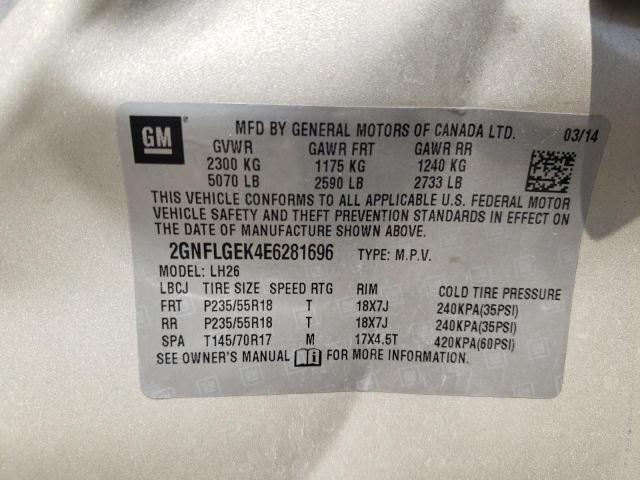 GM
MFD BY GENERAL MOTORS OF CANADA LTD. 03/14
GVWR GAWR FRT GAWR RR
2300 KG 1175 KG 1240 KG
5070 LB 2590 LB 2733 LB
THIS VEHICLE CONFORMS TO ALL APPLICABLE U.S. FEDERAL MOTOR
VEHICLE SAFETY AND THEFT PREVENTION STANDARDS IN EFFECT ON
THE DATE OF MANUFACTURE SHOWN ABOVE.
2GNFLGEK4E6281696 TYPE: M.P.V.
MODEL: LH26
LBCJ TIRE SIZE SPEED RTG RIM COLD TIRE PRESSURE
FRT P235/55R18 T 18X7J 240KPA(35PSI)
RR P235/55R18 T 18X7J 240KPA(35PSI)
SPA T145/70R17 M 17X4.5T 420KPA(60PSI)
SEE OWNER'S MANUAL FOR MORE INFORMATION.